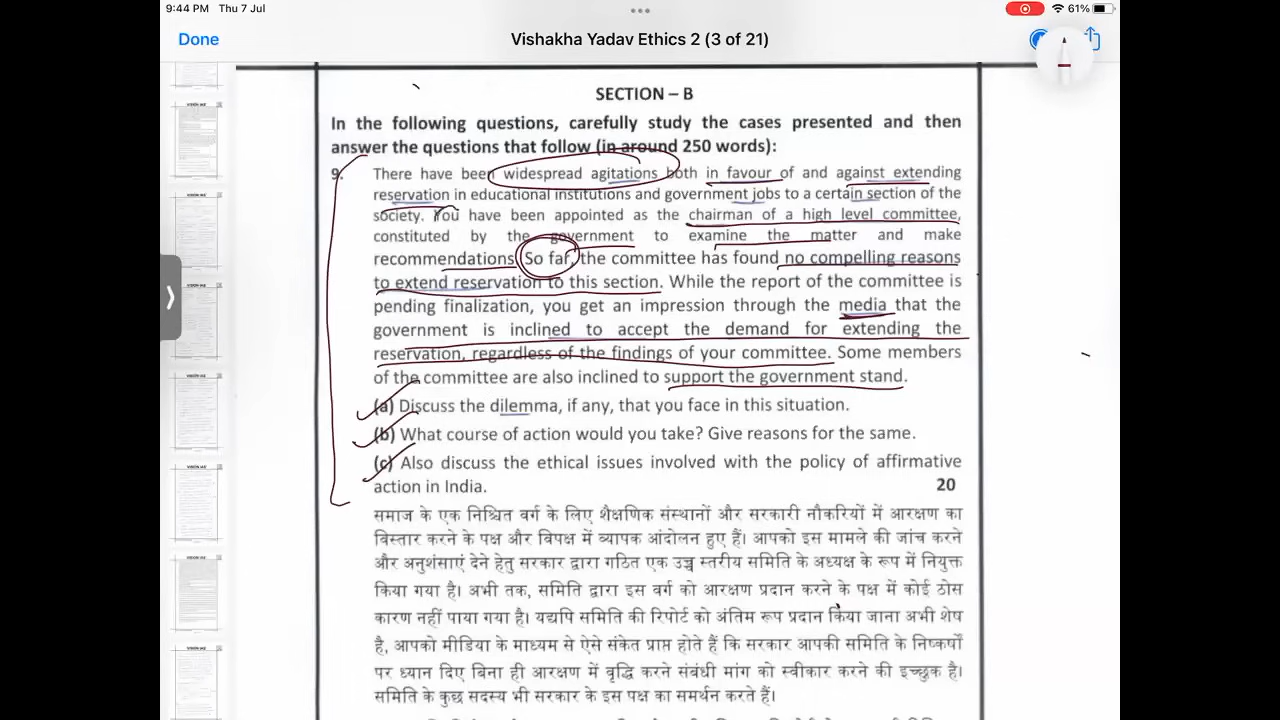 9:44 PM Thu 7 Jul
61%
Done
Vishakha Yadav Ethics 2 (3 of 21)
SECTION – B
In the following questions, carefully study the cases presented and then
answer the questions that follow (in around 250 words):
9. There have been widespread agitations both in favour of and against extending
reservation in educational institutions and government jobs to a certain section of the
society. You have been appointed as the chairman of a high level committee,
constituted by the government to examine the matter and make
recommendations. So far, the committee has found no compelling reasons
to extend reservation to this section. While the report of the committee is
pending finalization, you get an impression through the media that the
government is inclined to accept the demand for extending the
reservation, regardless of the findings of your committee. Some members
of the committee are also inclined to support the government stand.
(a) Discuss the dilemma, if any, that you face in this situation.
(b) What course of action would you take? Give reasons for the same.
(c) Also discuss the ethical issues involved with the policy of affirmative
action in India. 20
समाज के एक निश्चित वर्ग के लिए शैक्षणिक संस्थानों और सरकारी नौकरियों में आरक्षण का
विस्तार करने के पक्ष और विपक्ष में व्यापक आंदोलन हुए हैं। आपको इस मामले की जांच करने
और अनुशंसाएं देने हेतु सरकार द्वारा गठित एक उच्च स्तरीय समिति के अध्यक्ष के रूप में नियुक्त
किया गया है। अभी तक, समिति द्वारा इस वर्ग को आरक्षण प्रदान करने के पक्ष में कोई ठोस
कारण नहीं पाया गया है। यद्यपि समिति की रिपोर्ट को अंतिम रूप प्रदान किया जाना अभी शेष
है, आपको मीडिया के माध्यम से ऐसे संकेत प्राप्त होते हैं कि सरकार आपकी समिति के निष्कर्षों
पर ध्यान दिए बिना ही आरक्षण में वृद्धि करने संबंधी मांग को स्वीकार करने की इच्छुक है।
समिति के कुछ सदस्य भी सरकार के इस पक्ष का समर्थन करते हैं।